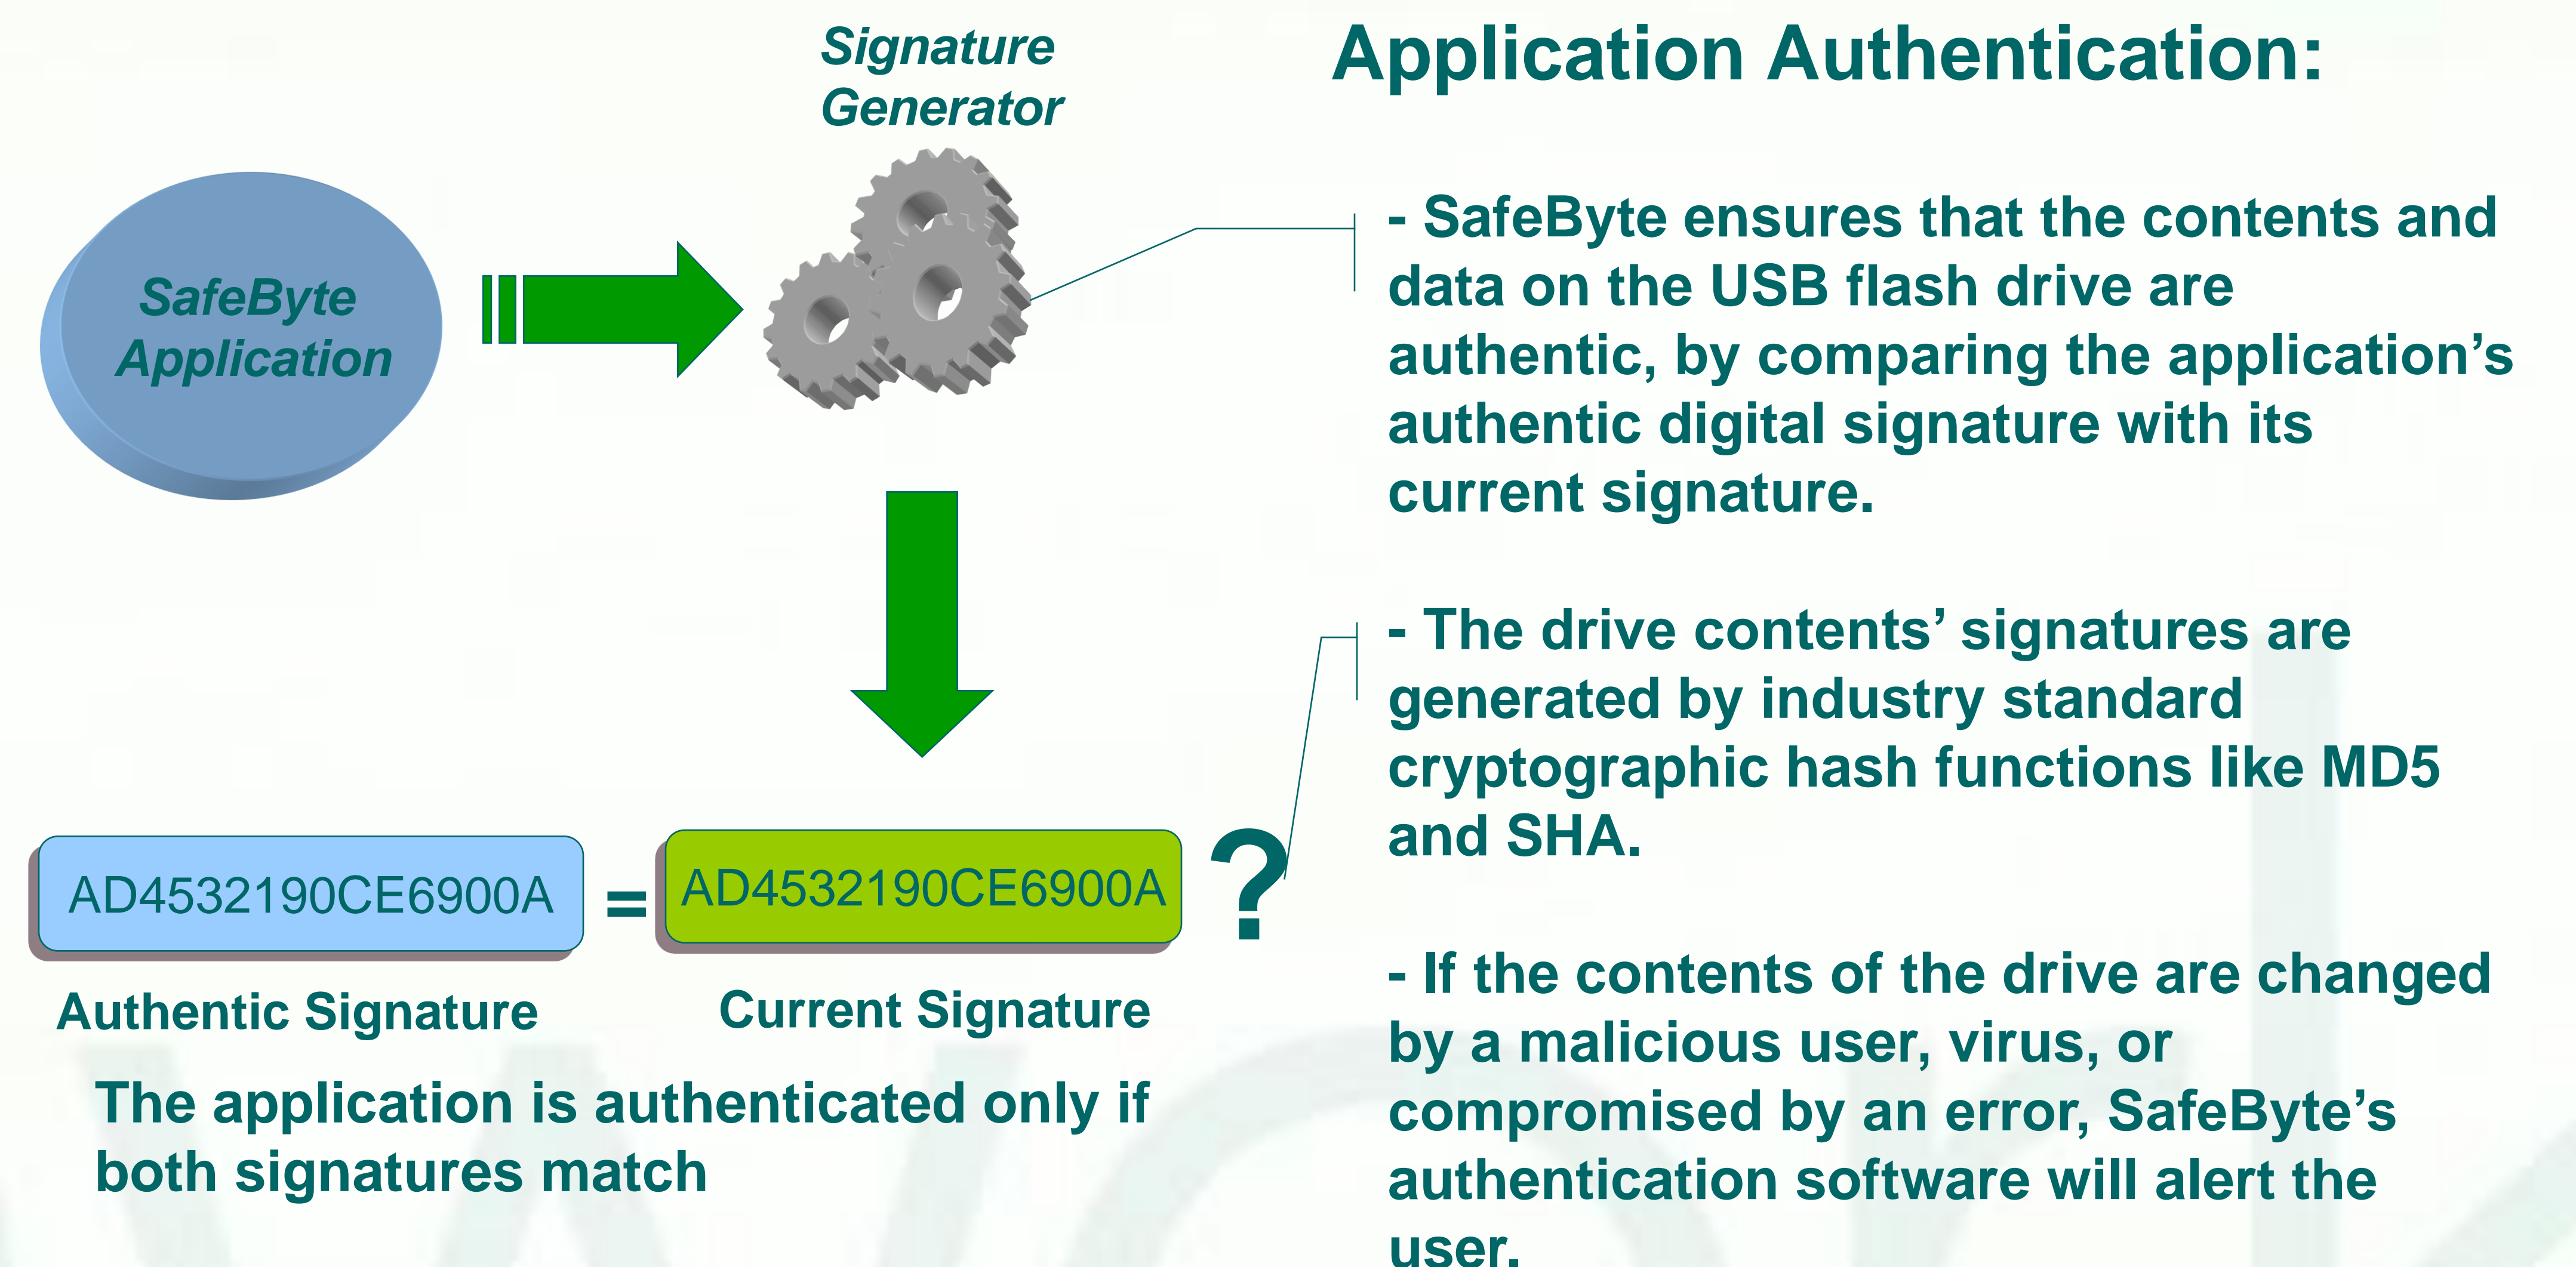 Signature
Generator
Application Authentication:
SafeByte
Application
- SafeByte ensures that the contents and
data on the USB flash drive are
authentic, by comparing the application’s
authentic digital signature with its
current signature.
- The drive contents’ signatures are
generated by industry standard
cryptographic hash functions like MD5
and SHA.
AD4532190CE6900A = AD4532190CE6900A ?
Authentic Signature
Current Signature
The application is authenticated only if
both signatures match
- If the contents of the drive are changed
by a malicious user, virus, or
compromised by an error, SafeByte’s
authentication software will alert the
user.